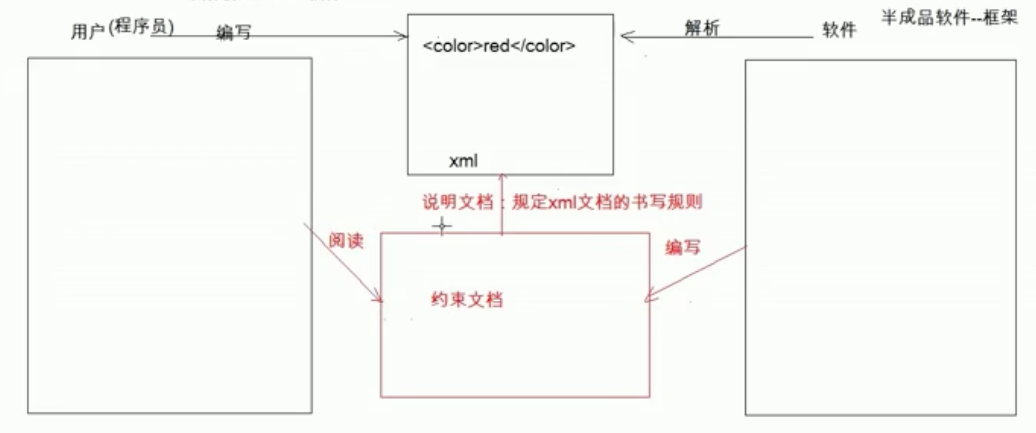 半成品软件--框架
用户(程序员)
编写
解析
软件
<color>red</color>
xml
说明文档：规定xml文档的书写规则
阅读
编写
约束文档